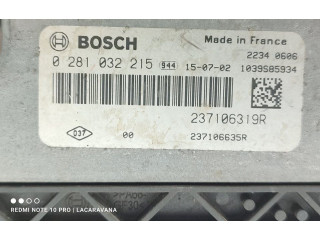 BOSCH
Made in France
0 281 032 215 944 15-07-02
2234 0606
1039S85934
237106319R
D37
00
237106635R
REDMI NOTE 10 PRO | LACARAVANA